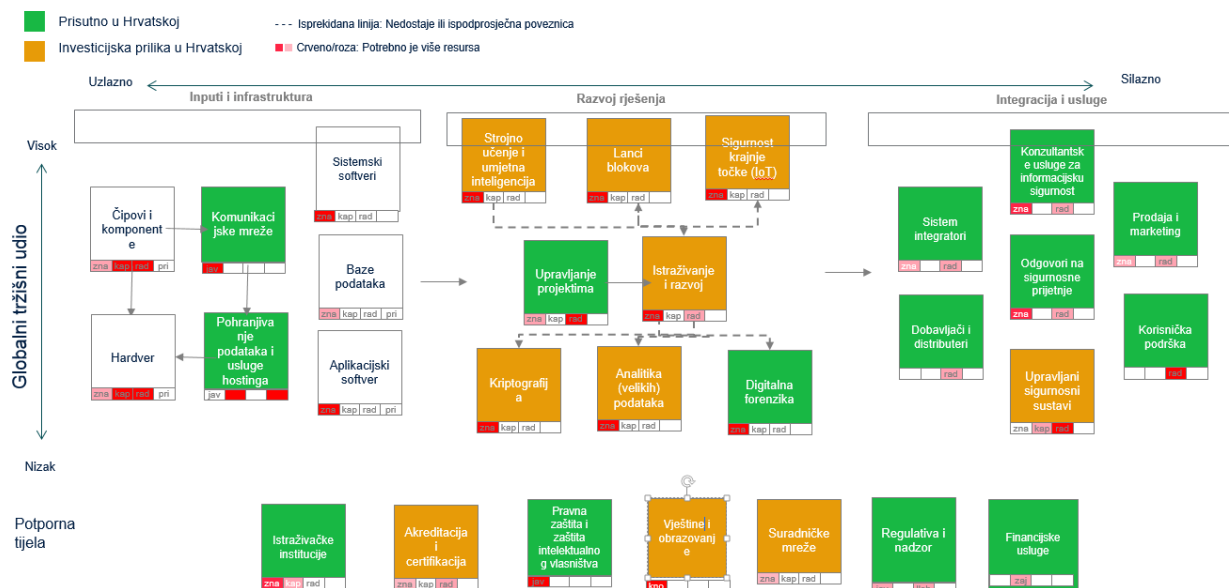 Prisutno u Hrvatskoj
--- Isprekidana linija: Nedostaje ili ispodprosječna poveznica
Investicijska prilika u Hrvatskoj
Crveno/roza: Potrebno je više resursa
Uzlazno
Silazno
Inputi i infrastruktura
Razvoj rješenja
Integracija i usluge
Visok
Globalni tržišni udio
Nizak
Čipovi i
komponent
e
zna kap rad pri
Komunikaci
jske mreže
jav
Sistemski
softveri
zna kap rad
Hardver
zna kap rad pri
Pohranjiva
nje
podataka i
usluge
hostinga
jav
Baze
podataka
zna kap rad pri
Aplikacijski
softver
zna kap rad pri
Strojno
učenje i
umjetna
inteligencija
zna kap rad
Lanci
blokova
zna kap rad
Sigurnost
krajnje
točke (IoT)
zna kap rad
Upravljanje
projektima
zna kap rad
Istraživanje
i razvoj
zna kap rad
Kriptografij
a
zna kap rad
Analitika
(velikih)
podataka
zna kap rad
Digitalna
forenzika
zna kap rad
Sistem
integratori
zna rad
Konzultantsk
e usluge za
informacijsku
sigurnost
zna rad
Prodaja i
marketing
zna rad
Odgovori na
sigurnosne
prijetnje
zna rad
Dobavljači i
distributeri
rad
Korisnička
podrška
rad
Upravljani
sigurnosni
sustavi
zna kap rad
Potporna
tijela
Istraživačke
institucije
zna kap rad
Akreditacija
i
certifikacija
zna kap rad
Pravna
zaštita i
zaštita
intelektualno
g vlasništva
jav
Vještine i
obrazovanj
e
kno
Suradničke
mreže
zna kap rad
Regulativa i
nadzor
Financijske
usluge
zaj